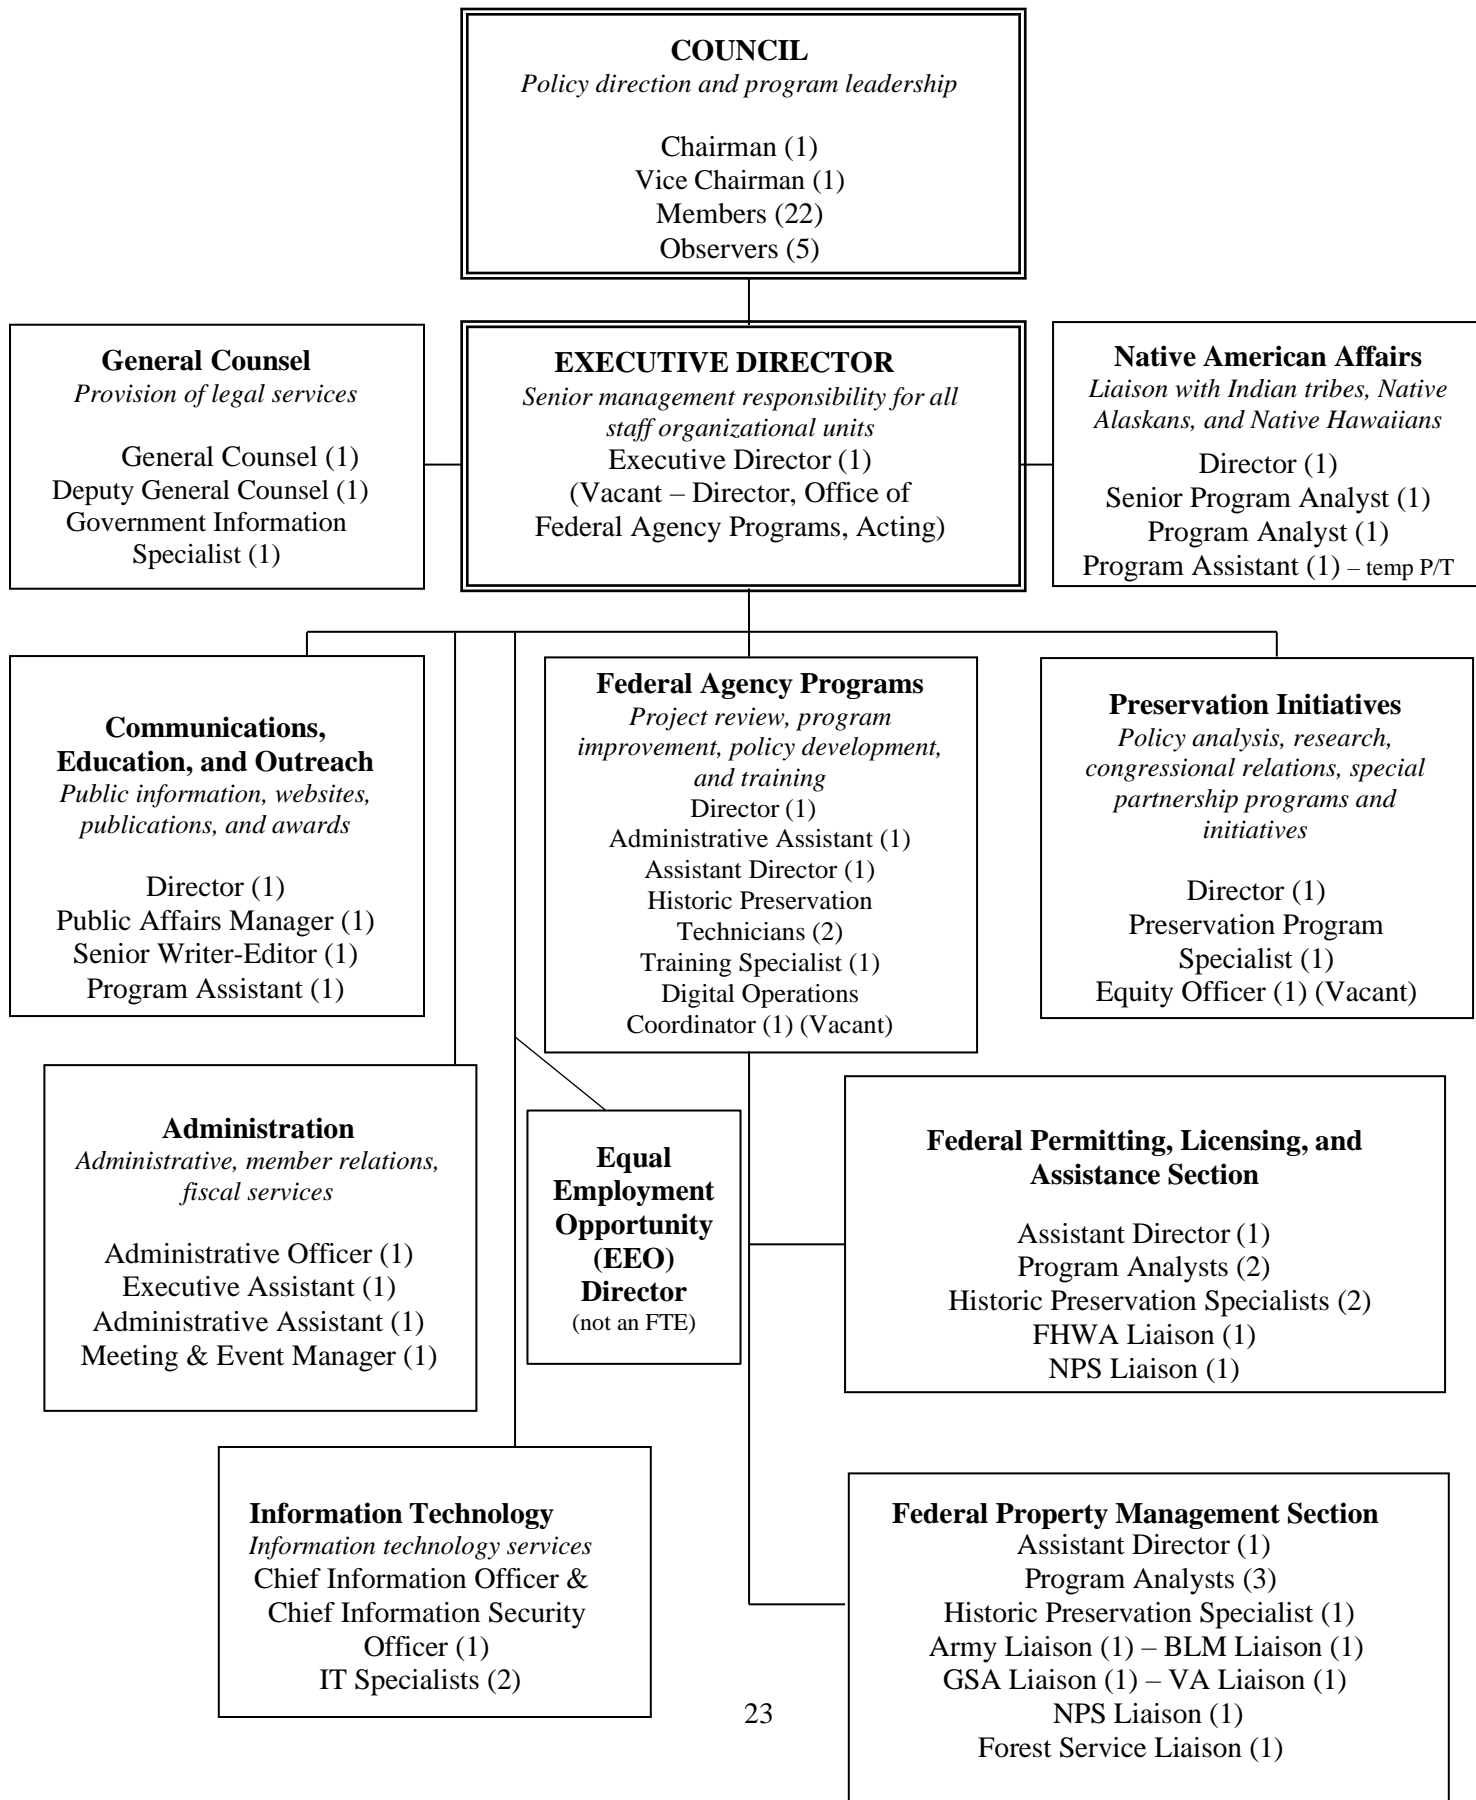 COUNCIL
Policy direction and program leadership
Chairman (1)
Vice Chairman (1)
Members (22)
Observers (5)
General Counsel
Provision of legal services
General Counsel (1)
Deputy General Counsel (1)
Government Information
Specialist (1)
EXECUTIVE DIRECTOR
Senior management responsibility for all
staff organizational units
Executive Director (1)
(Vacant – Director, Office of
Federal Agency Programs, Acting)
Native American Affairs
Liaison with Indian tribes, Native
Alaskans, and Native Hawaiians
Director (1)
Senior Program Analyst (1)
Program Analyst (1)
Program Assistant (1) – temp P/T
Communications,
Education, and Outreach
Public information, websites,
publications, and awards
Director (1)
Public Affairs Manager (1)
Senior Writer-Editor (1)
Program Assistant (1)
Federal Agency Programs
Project review, program
improvement, policy development,
and training
Director (1)
Administrative Assistant (1)
Assistant Director (1)
Historic Preservation
Technicians (2)
Training Specialist (1)
Digital Operations
Coordinator (1) (Vacant)
Preservation Initiatives
Policy analysis, research,
congressional relations, special
partnership programs and
initiatives
Director (1)
Preservation Program
Specialist (1)
Equity Officer (1) (Vacant)
Administration
Administrative, member relations,
fiscal services
Administrative Officer (1)
Executive Assistant (1)
Administrative Assistant (1)
Meeting & Event Manager (1)
Equal
Employment
Opportunity
(EEO)
Director
(not an FTE)
Federal Permitting, Licensing, and
Assistance Section
Assistant Director (1)
Program Analysts (2)
Historic Preservation Specialists (2)
FHWA Liaison (1)
NPS Liaison (1)
Information Technology
Information technology services
Chief Information Officer &
Chief Information Security
Officer (1)
IT Specialists (2)
Federal Property Management Section
Assistant Director (1)
Program Analysts (3)
Historic Preservation Specialist (1)
Army Liaison (1) – BLM Liaison (1)
GSA Liaison (1) – VA Liaison (1)
NPS Liaison (1)
Forest Service Liaison (1)
23